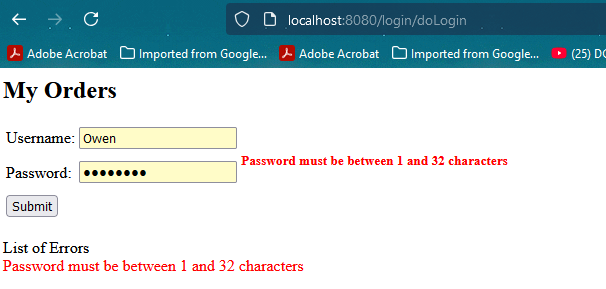 localhost:8080/login/doLogin
Adobe Acrobat Imported from Google... Adobe Acrobat Imported from Google... (25) DO
My Orders
Username: Owen
Password: ●●●●●●●● Password must be between 1 and 32 characters
Submit
List of Errors
Password must be between 1 and 32 characters